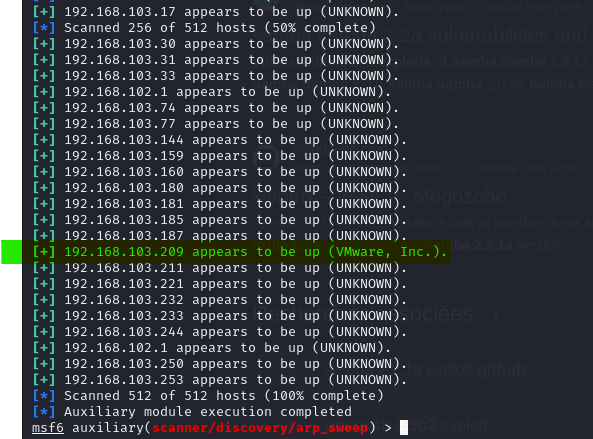 [+] 192.168.103.17 appears to be up (UNKNOWN).
[*] Scanned 256 of 512 hosts (50% complete)
[+] 192.168.103.30 appears to be up (UNKNOWN).
[+] 192.168.103.31 appears to be up (UNKNOWN).
[+] 192.168.103.33 appears to be up (UNKNOWN).
[+] 192.168.102.1 appears to be up (UNKNOWN).
[+] 192.168.103.74 appears to be up (UNKNOWN).
[+] 192.168.103.77 appears to be up (UNKNOWN).
[+] 192.168.103.144 appears to be up (UNKNOWN).
[+] 192.168.103.159 appears to be up (UNKNOWN).
[+] 192.168.103.160 appears to be up (UNKNOWN).
[+] 192.168.103.180 appears to be up (UNKNOWN).
[+] 192.168.103.181 appears to be up (UNKNOWN).
[+] 192.168.103.185 appears to be up (UNKNOWN).
[+] 192.168.103.187 appears to be up (UNKNOWN).
[+] 192.168.103.209 appears to be up (VMware, Inc.).
[+] 192.168.103.211 appears to be up (UNKNOWN).
[+] 192.168.103.221 appears to be up (UNKNOWN).
[+] 192.168.103.232 appears to be up (UNKNOWN).
[+] 192.168.103.233 appears to be up (UNKNOWN).
[+] 192.168.103.244 appears to be up (UNKNOWN).
[+] 192.168.102.1 appears to be up (UNKNOWN).
[+] 192.168.103.250 appears to be up (UNKNOWN).
[+] 192.168.103.253 appears to be up (UNKNOWN).
[*] Scanned 512 of 512 hosts (100% complete)
[*] Auxiliary module execution completed
msf6 auxiliary(scanner/discovery/arp_sweep) >